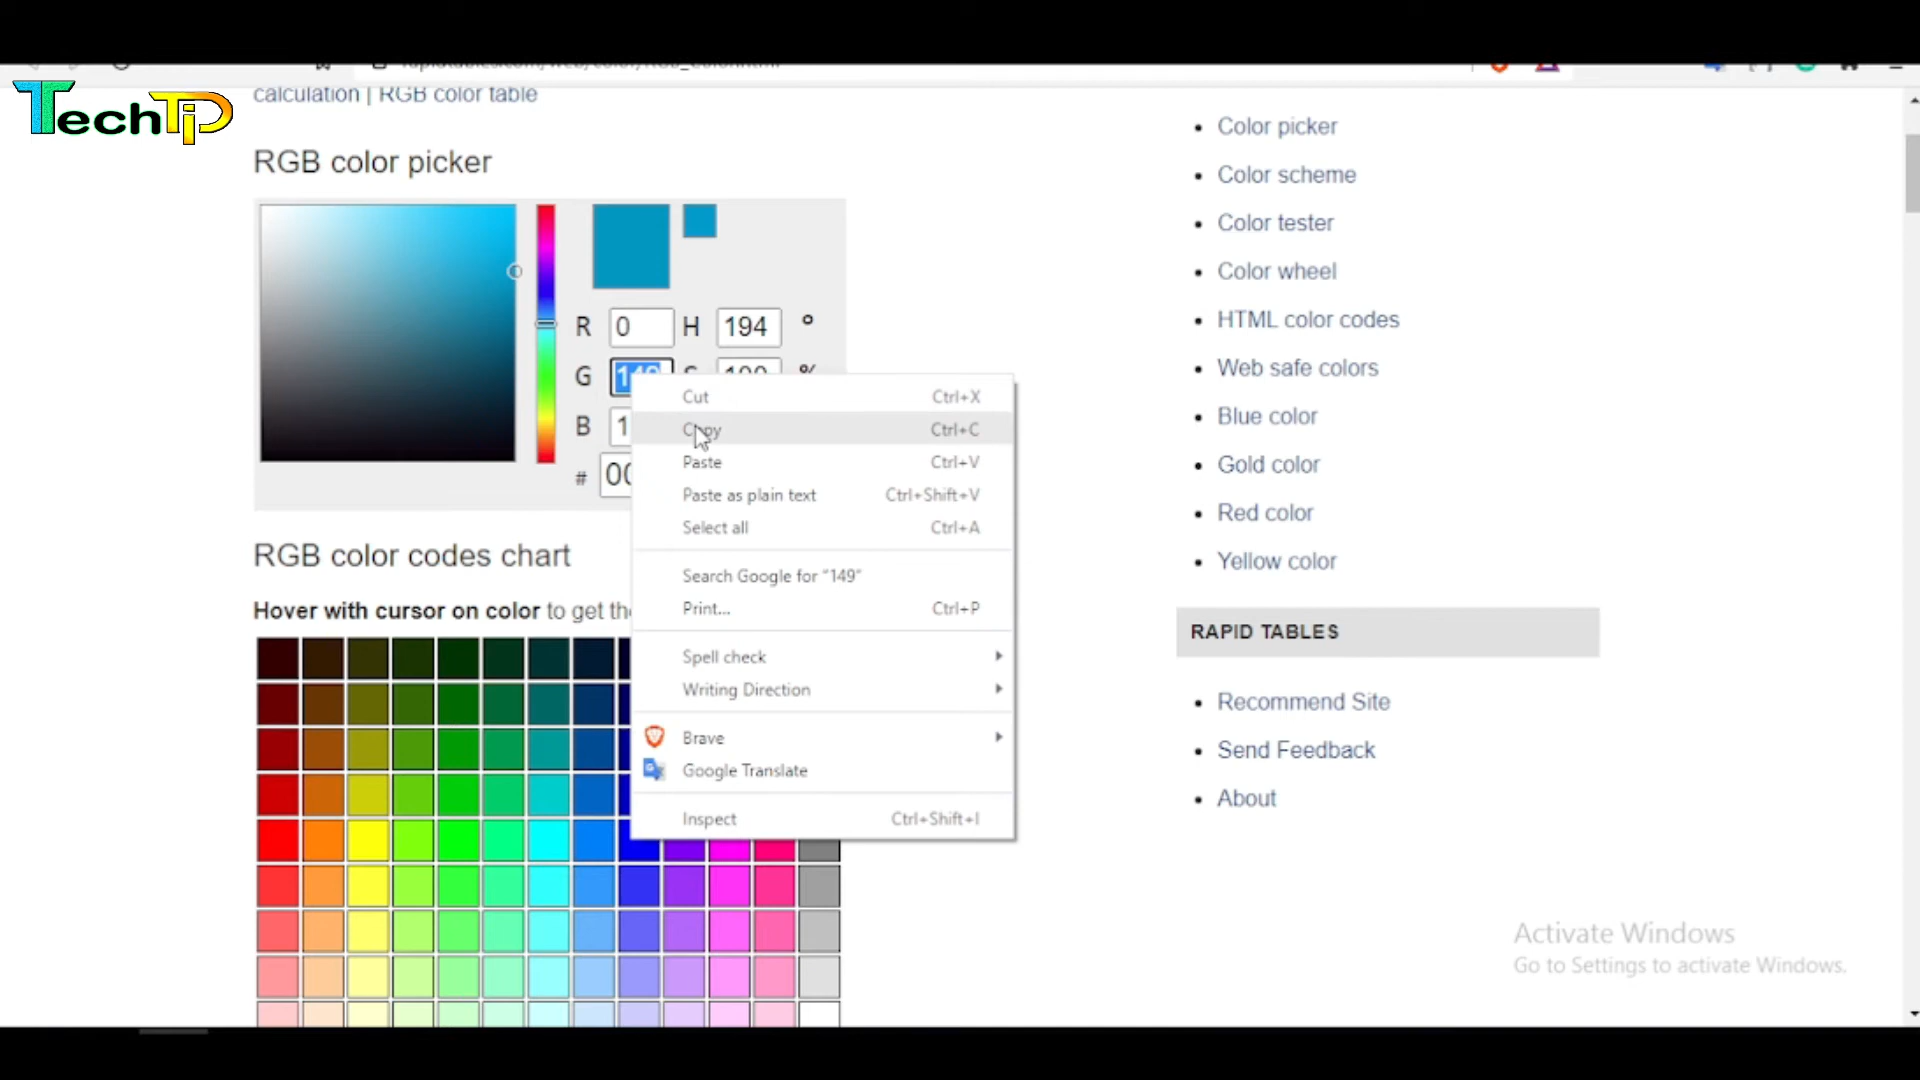 TechTip
calculation | RGB color table
RGB color picker
R 0 H 194 °
G 149
B 1
# 00
Cut Ctrl+X
Copy Ctrl+C
Paste Ctrl+V
Paste as plain text Ctrl+Shift+V
Select all Ctrl+A
Search Google for “149”
Print... Ctrl+P
Spell check
Writing Direction
Brave
Google Translate
Inspect Ctrl+Shift+I
RGB color codes chart
Hover with cursor on color to get the
Color picker
Color scheme
Color tester
Color wheel
HTML color codes
Web safe colors
Blue color
Gold color
Red color
Yellow color
RAPID TABLES
Recommend Site
Send Feedback
About
Activate Windows
Go to Settings to activate Windows.